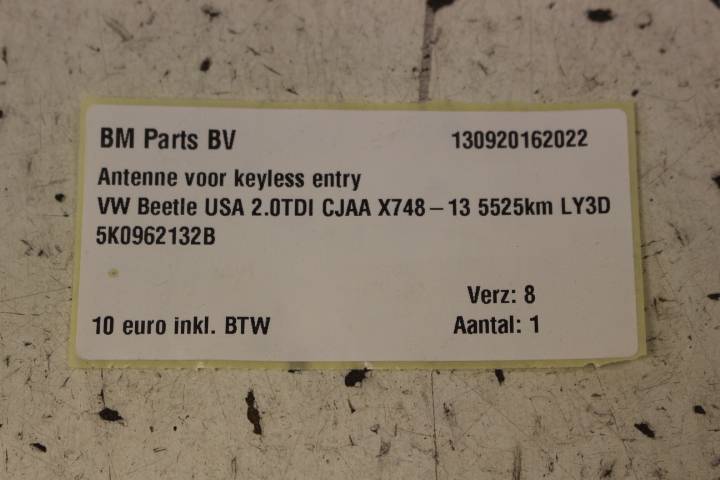 BM Parts BV 130920162022
Antenne voor keyless entry
VW Beetle USA 2.0TDI CJAA X748 – 13 5525km LY3D
5K0962132B
Verz: 8
10 euro inkl. BTW Aantal: 1